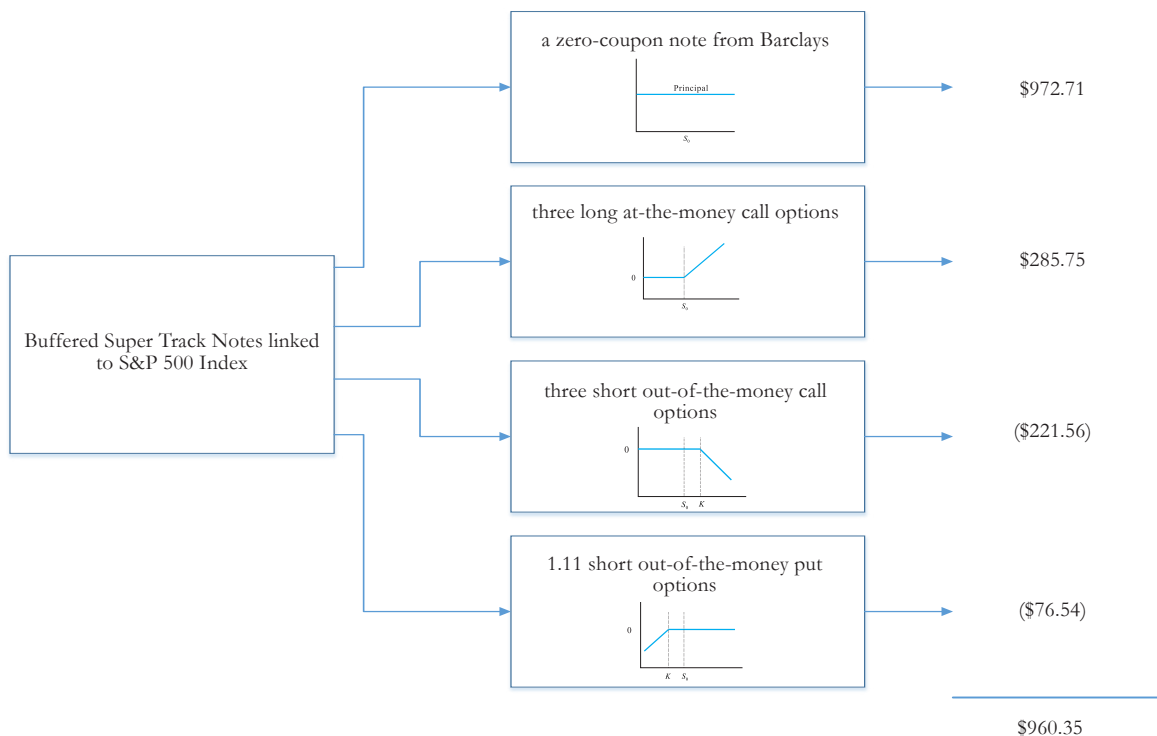 a zero-coupon note from Barclays
Principal
S₀
$972.71
three long at-the-money call options
0
S₀
$285.75
Buffered Super Track Notes linked
to S&P 500 Index
three short out-of-the-money call
options
0
S₀ K
($221.56)
1.11 short out-of-the-money put
options
0
K S₀
($76.54)
$960.35